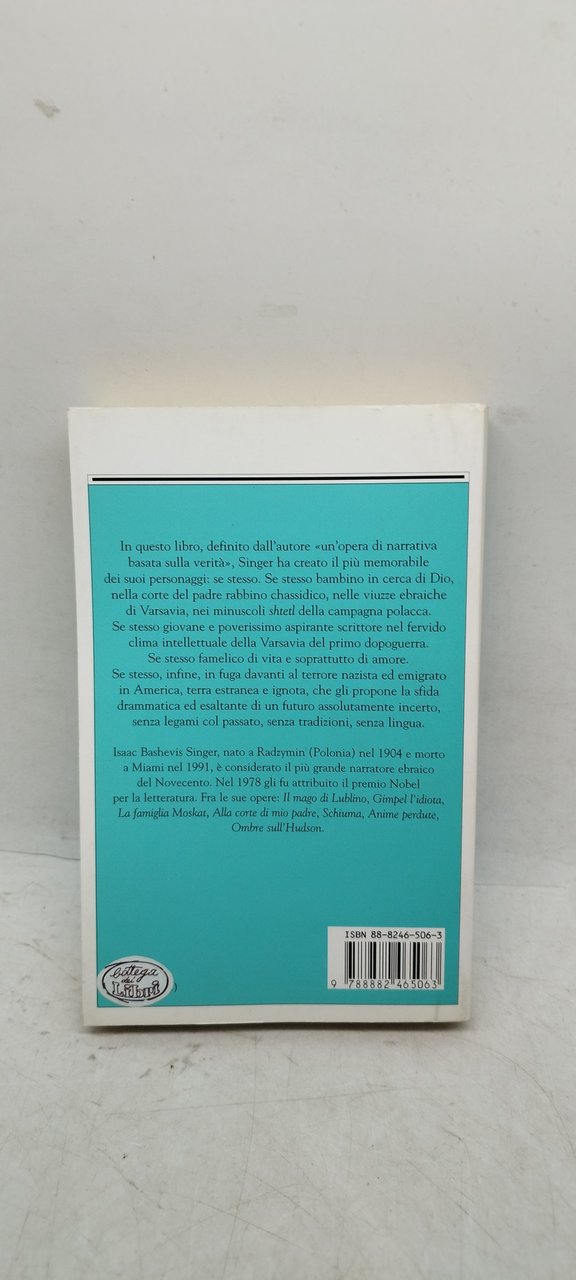 In questo libro, definito dall'autore «un'opera di narrativa
basata sulla verità», Singer ha creato il più memorabile
dei suoi personaggi: se stesso. Se stesso bambino in cerca di Dio,
nella corte del padre rabbino chassidico, nelle viuzze ebraiche
di Varsavia, nei minuscoli shtetl della campagna polacca.
Se stesso giovane e poverissimo aspirante scrittore nel fervido
clima intellettuale della Varsavia del primo dopoguerra.
Se stesso famelico di vita e soprattutto di amore.
Se stesso, infine, in fuga davanti al terrore nazista ed emigrato
in America, terra estranea e ignota, che gli propone la sfida
drammatica ed esaltante di un futuro assolutamente incerto,
senza legami col passato, senza tradizioni, senza lingua.
Isaac Bashevis Singer, nato a Radzymin (Polonia) nel 1904 e morto
a Miami nel 1991, è considerato il più grande narratore ebraico
del Novecento. Nel 1978 gli fu attribuito il premio Nobel
per la letteratura. Fra le sue opere: Il mago di Lublino, Gimpel l'idiota,
La famiglia Moskat, Alla corte di mio padre, Schiuma, Anime perdute,
Ombre sull'Hudson.
ISBN 88-8246-506-3
9 788882 465063
bottega
dei
Libri